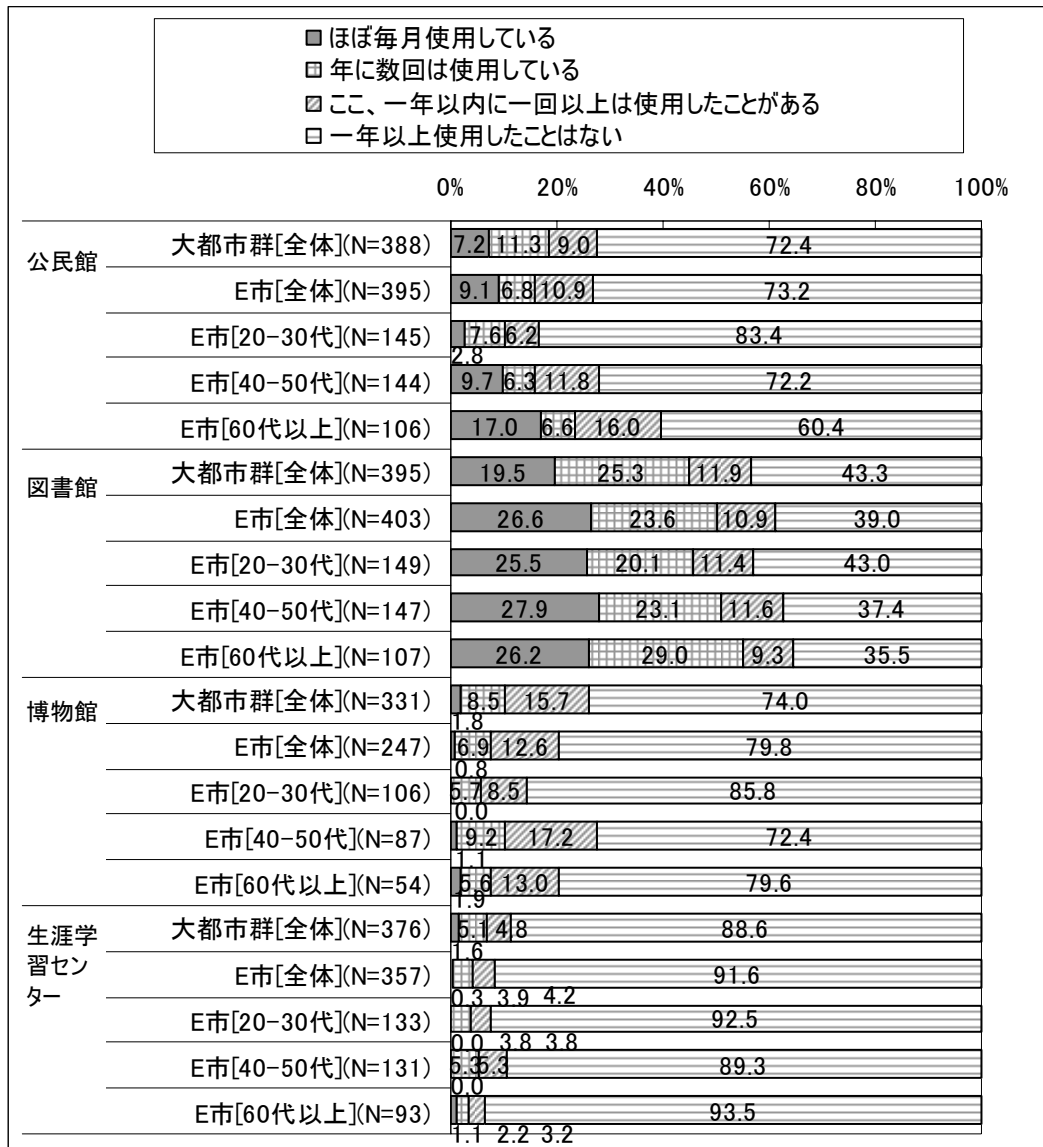 ほぼ毎月使用している
年に数回は使用している
ここ、一年以内に一回以上は使用したことがある
一年以上使用したことはない
0% 20% 40% 60% 80% 100%
公民館
大都市群[全体](N=388) 7.2 11.3 9.0 72.4
E市[全体](N=395) 9.1 6.8 10.9 73.2
E市[20-30代](N=145) 2.8 7.6 6.2 83.4
E市[40-50代](N=144) 9.7 6.3 11.8 72.2
E市[60代以上](N=106) 17.0 6.6 16.0 60.4
図書館
大都市群[全体](N=395) 19.5 25.3 11.9 43.3
E市[全体](N=403) 26.6 23.6 10.9 39.0
E市[20-30代](N=149) 25.5 20.1 11.4 43.0
E市[40-50代](N=147) 27.9 23.1 11.6 37.4
E市[60代以上](N=107) 26.2 29.0 9.3 35.5
博物館
大都市群[全体](N=331) 1.8 8.5 15.7 74.0
E市[全体](N=247) 0.8 6.9 12.6 79.8
E市[20-30代](N=106) 0.0 5.7 8.5 85.8
E市[40-50代](N=87) 1.1 9.2 17.2 72.4
E市[60代以上](N=54) 1.9 5.6 13.0 79.6
生涯学
習セン
ター
大都市群[全体](N=376) 1.6 5.1 4.8 88.6
E市[全体](N=357) 0.3 3.9 4.2 91.6
E市[20-30代](N=133) 0.0 3.8 3.8 92.5
E市[40-50代](N=131) 0.0 5.3 5.3 89.3
E市[60代以上](N=93) 1.1 2.2 3.2 93.5